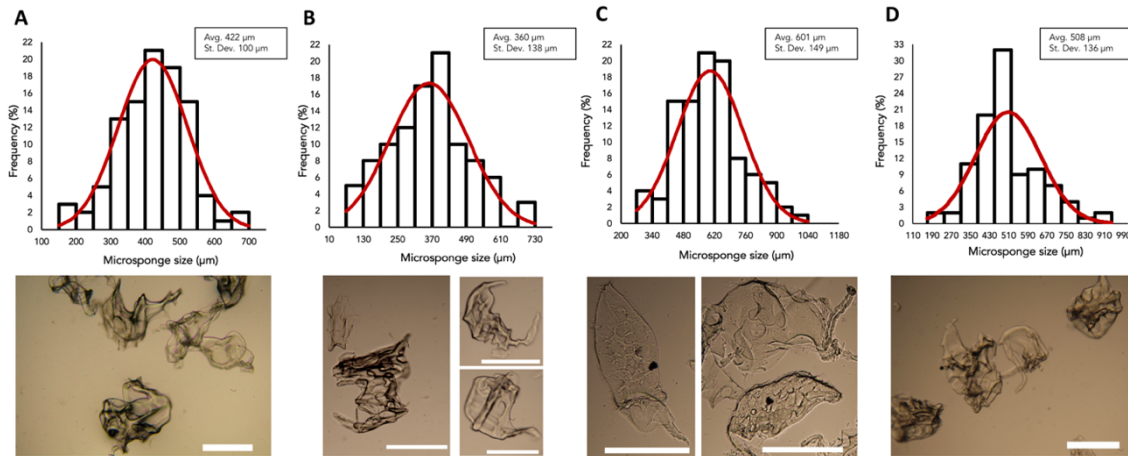 A
Avg. 422 µm
St. Dev. 100 µm
22
20
18
16
14
12
10
8
6
4
2
0
Frequency (%)
100 200 300 400 500 600 700
Microsponge size (µm)
B
Avg. 360 µm
St. Dev. 138 µm
22
20
18
16
14
12
10
8
6
4
2
0
Frequency (%)
10 130 250 370 490 610 730
Microsponge size (µm)
C
Avg. 601 µm
St. Dev. 149 µm
22
20
18
16
14
12
10
8
6
4
2
0
Frequency (%)
200 340 480 620 760 900 1040 1180
Microsponge size (µm)
D
Avg. 508 µm
St. Dev. 136 µm
33
30
27
24
21
18
15
12
9
6
3
0
Frequency (%)
110 190 270 350 430 510 590 670 750 830 910 990
Microsponge size (µm)